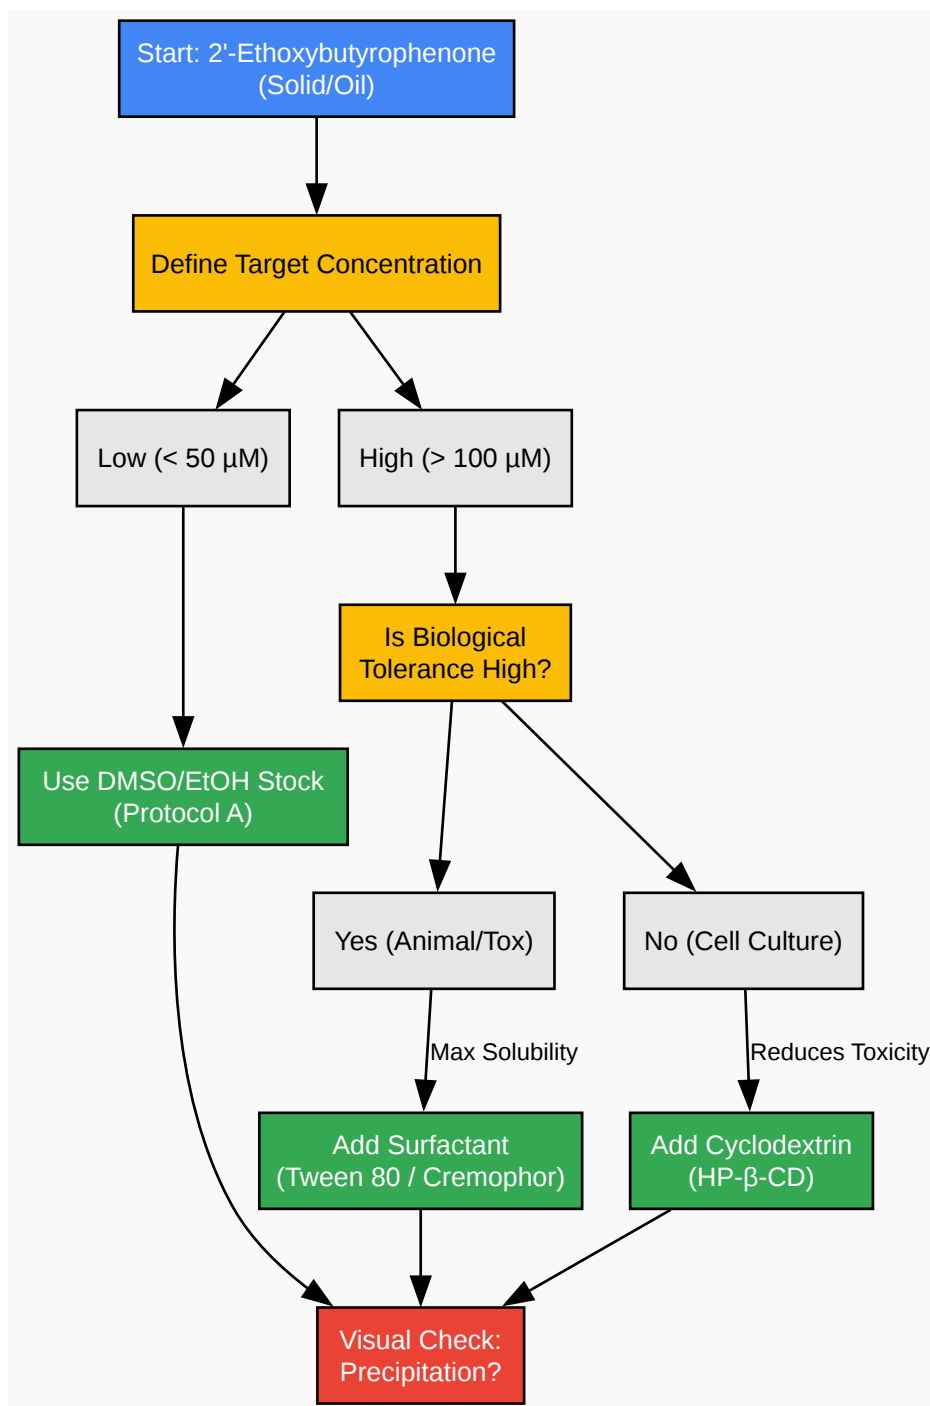 Start: 2'-Ethoxybutyrophenone
(Solid/Oil)
Define Target Concentration
Low (< 50 µM)
High (> 100 µM)
Is Biological
Tolerance High?
Use DMSO/EtOH Stock
(Protocol A)
Yes (Animal/Tox)
No (Cell Culture)
Max Solubility
Reduces Toxicity
Add Surfactant
(Tween 80 / Cremophor)
Add Cyclodextrin
(HP-β-CD)
Visual Check:
Precipitation?